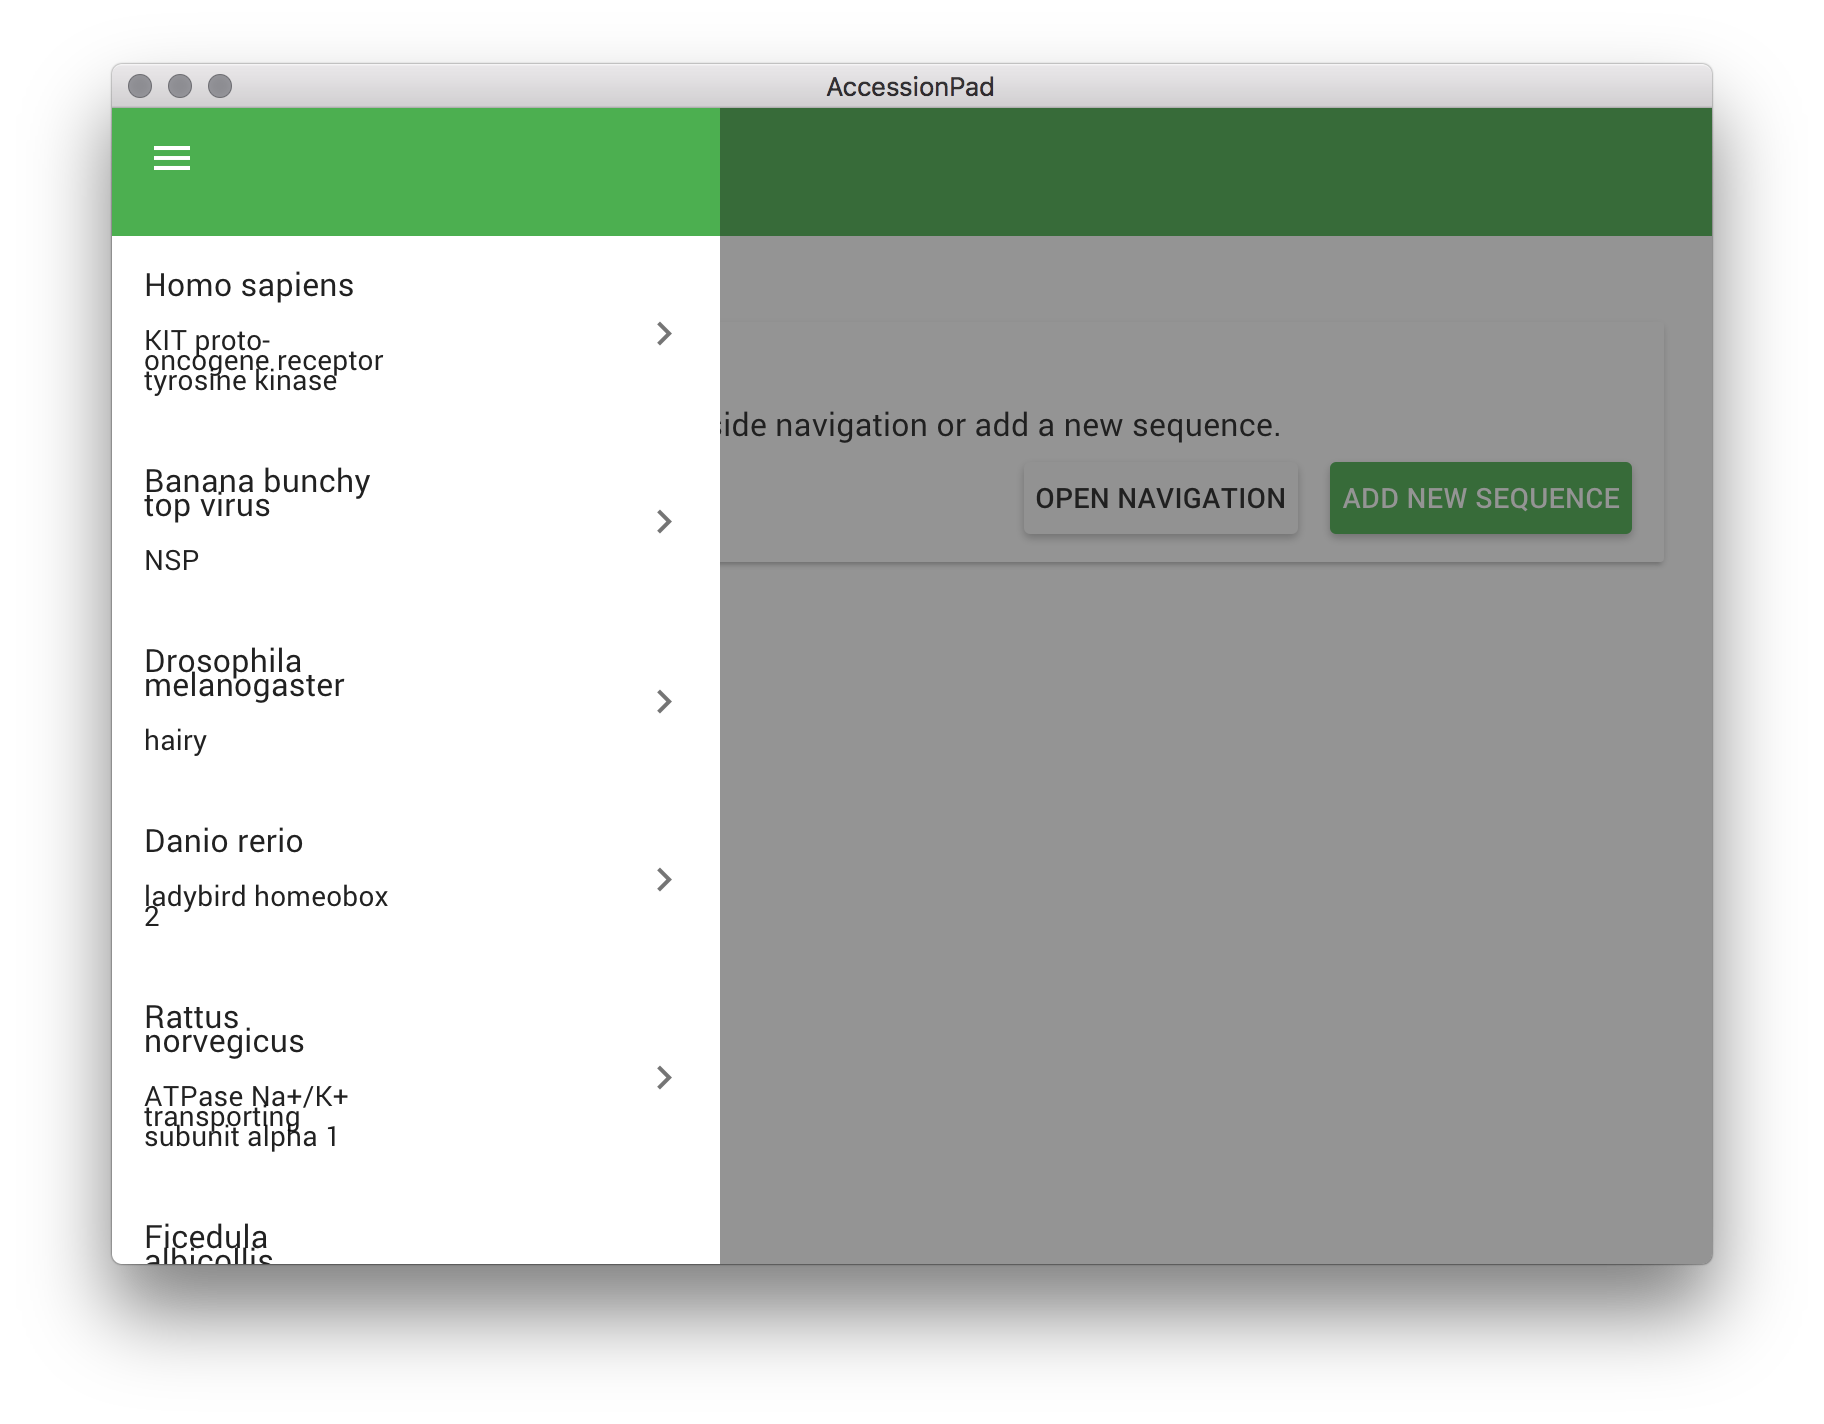 AccessionPad
Homo sapiens
KIT proto-
oncogene receptor
tyrosine kinase
Banana bunchy
top virus
NSP
Drosophila
melanogaster
hairy
Danio rerio
ladybird homeobox
2
Rattus
norvegicus
ATPase Na+/K+
transporting
subunit alpha 1
Ficedula
albicollis
side navigation or add a new sequence.
OPEN NAVIGATION
ADD NEW SEQUENCE